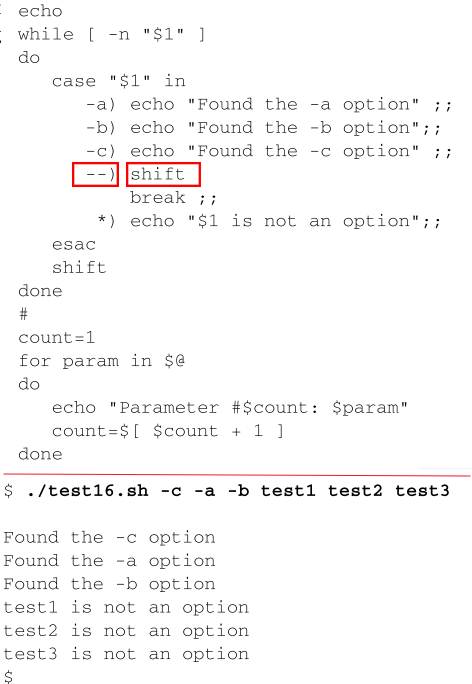 echo
while [ -n "$1" ]
do
case "$1" in
-a) echo "Found the -a option" ;;
-b) echo "Found the -b option";;
-c) echo "Found the -c option" ;;
--) shift
break ;;
*) echo "$1 is not an option";;
esac
shift
done
#
count=1
for param in $@
do
echo "Parameter #$count: $param"
count=$[ $count + 1 ]
done
$ ./test16.sh -c -a -b test1 test2 test3
Found the -c option
Found the -a option
Found the -b option
test1 is not an option
test2 is not an option
test3 is not an option
$